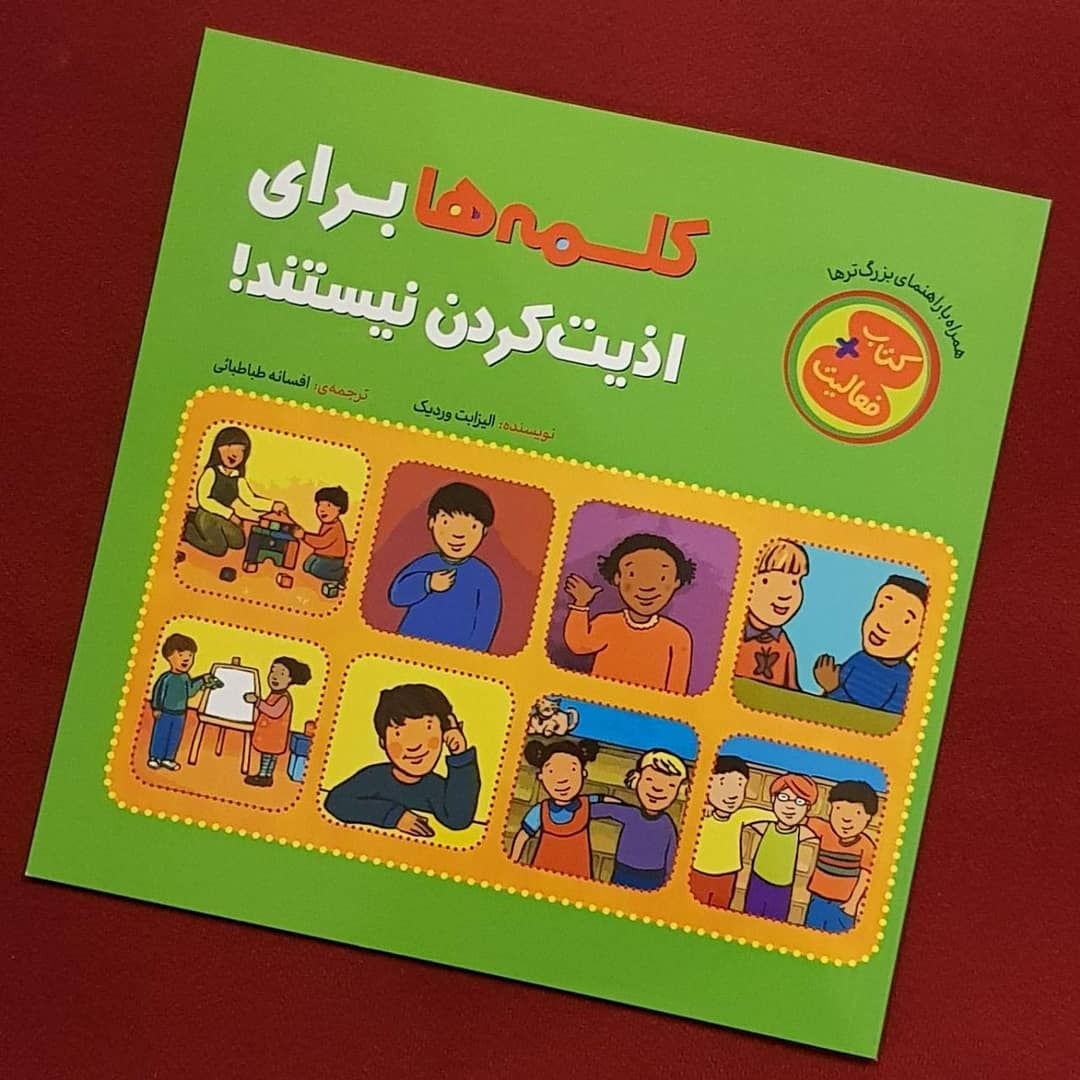 کلمه‌ها برای
اذیت‌کردن نیستند!
نویسنده: الیزابت وردیک
ترجمه‌ی: افسانه طباطبائی
همراه با راهنمای بزرگ‌ترها
کتاب
+
فعالیت